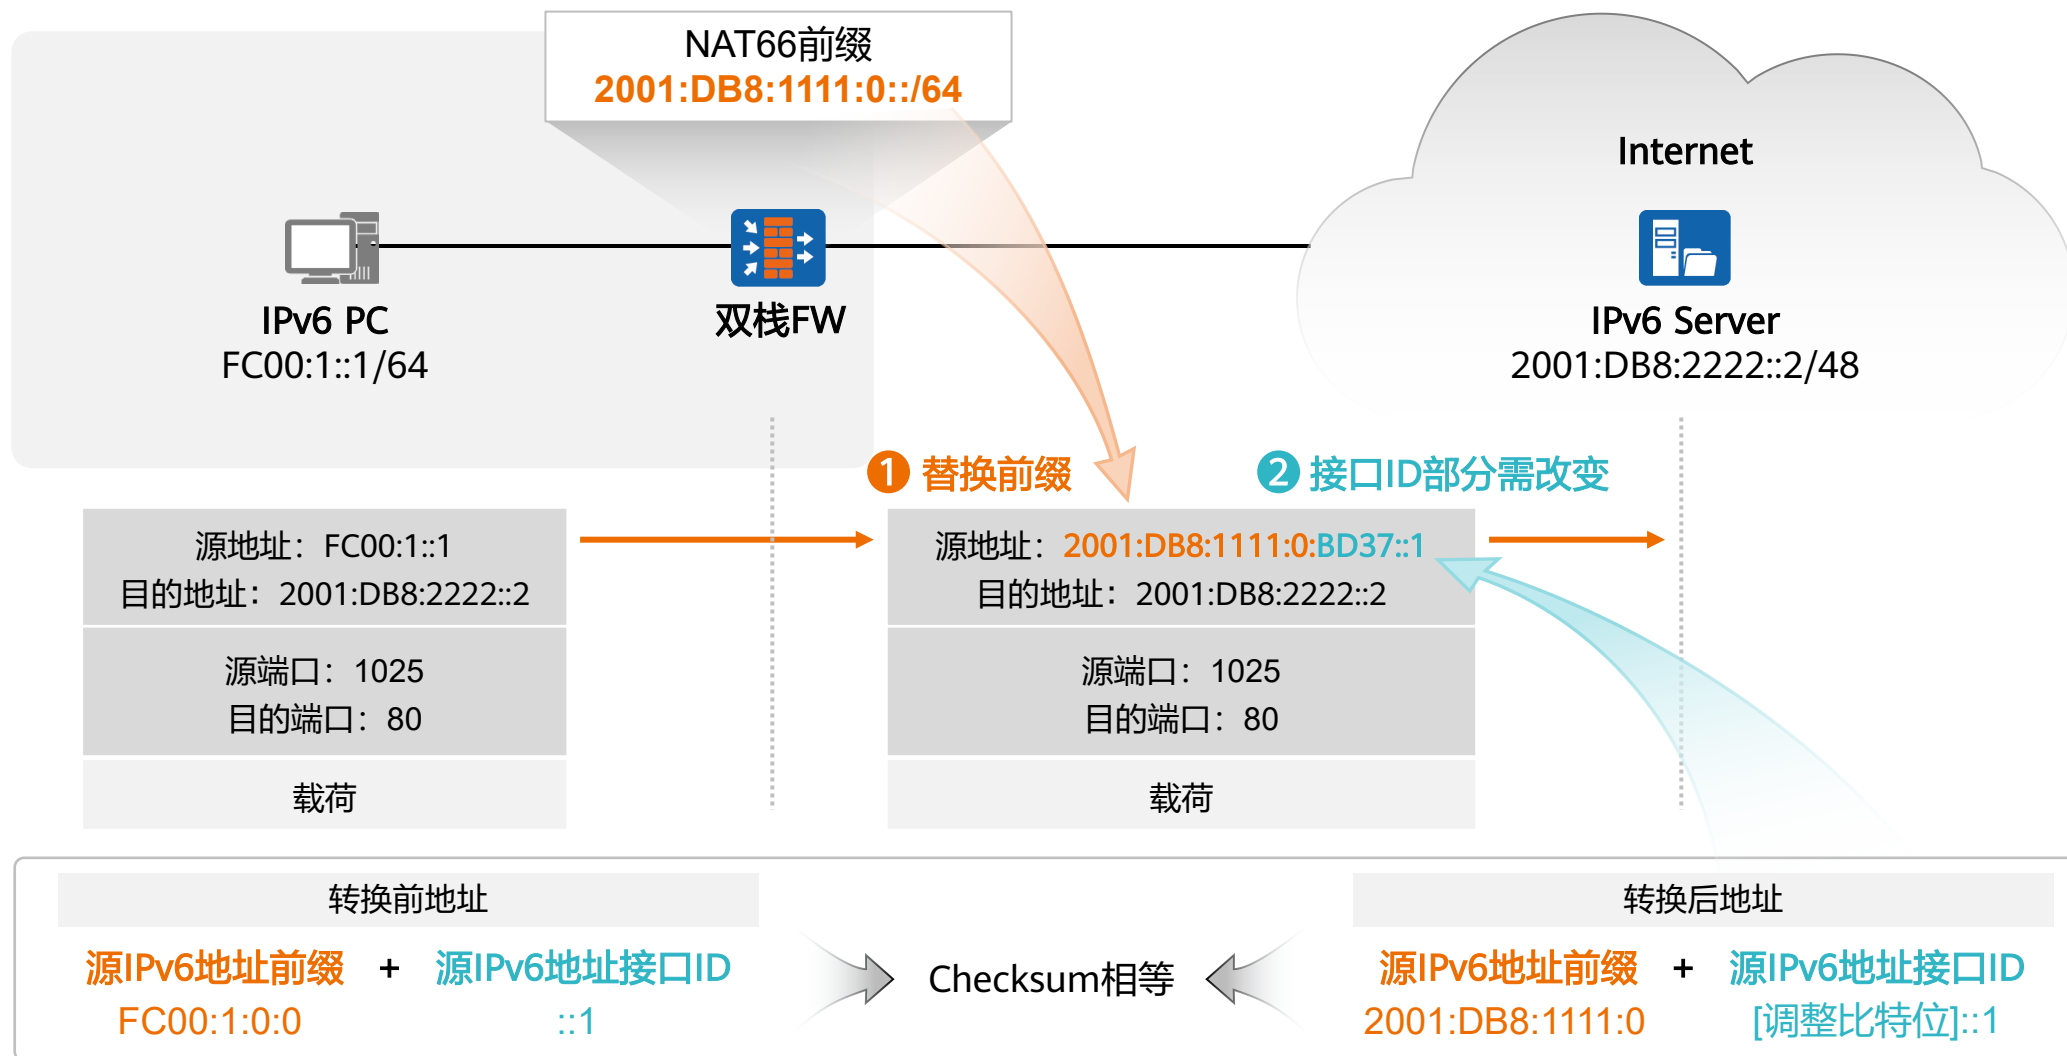 NAT66前缀
2001:DB8:1111:0::/64
Internet
IPv6 PC
FC00:1::1/64
双栈FW
IPv6 Server
2001:DB8:2222::2/48
❶ 替换前缀
❷ 接口ID部分需改变
源地址：FC00:1::1
目的地址：2001:DB8:2222::2
源端口：1025
目的端口：80
载荷
源地址：2001:DB8:1111:0:BD37::1
目的地址：2001:DB8:2222::2
源端口：1025
目的端口：80
载荷
转换前地址
源IPv6地址前缀 + 源IPv6地址接口ID
FC00:1:0:0 ::1
Checksum相等
转换后地址
源IPv6地址前缀 + 源IPv6地址接口ID
2001:DB8:1111:0 [调整比特位]::1